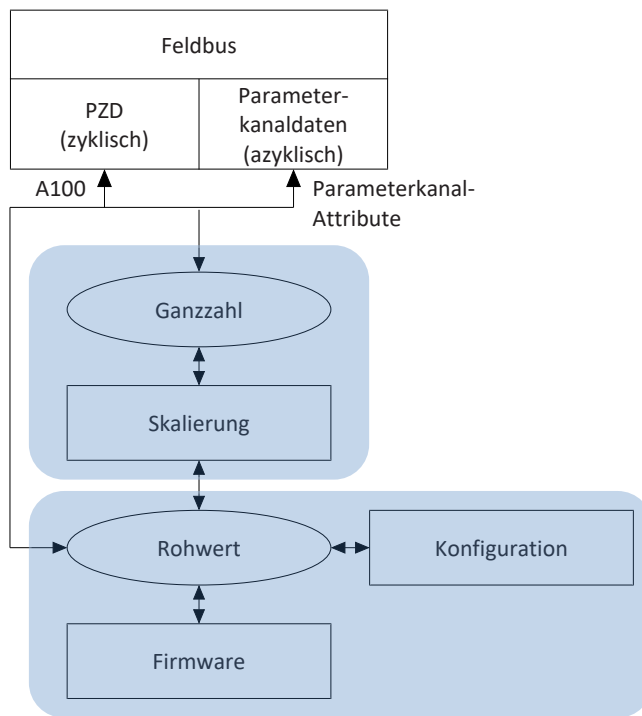 Feldbus
PZD
(zyklisch)
Parameter-
kanaldaten
(azyklisch)
A100
Parameterkanal-
Attribute
Ganzzahl
Skalierung
Rohwert
Konfiguration
Firmware